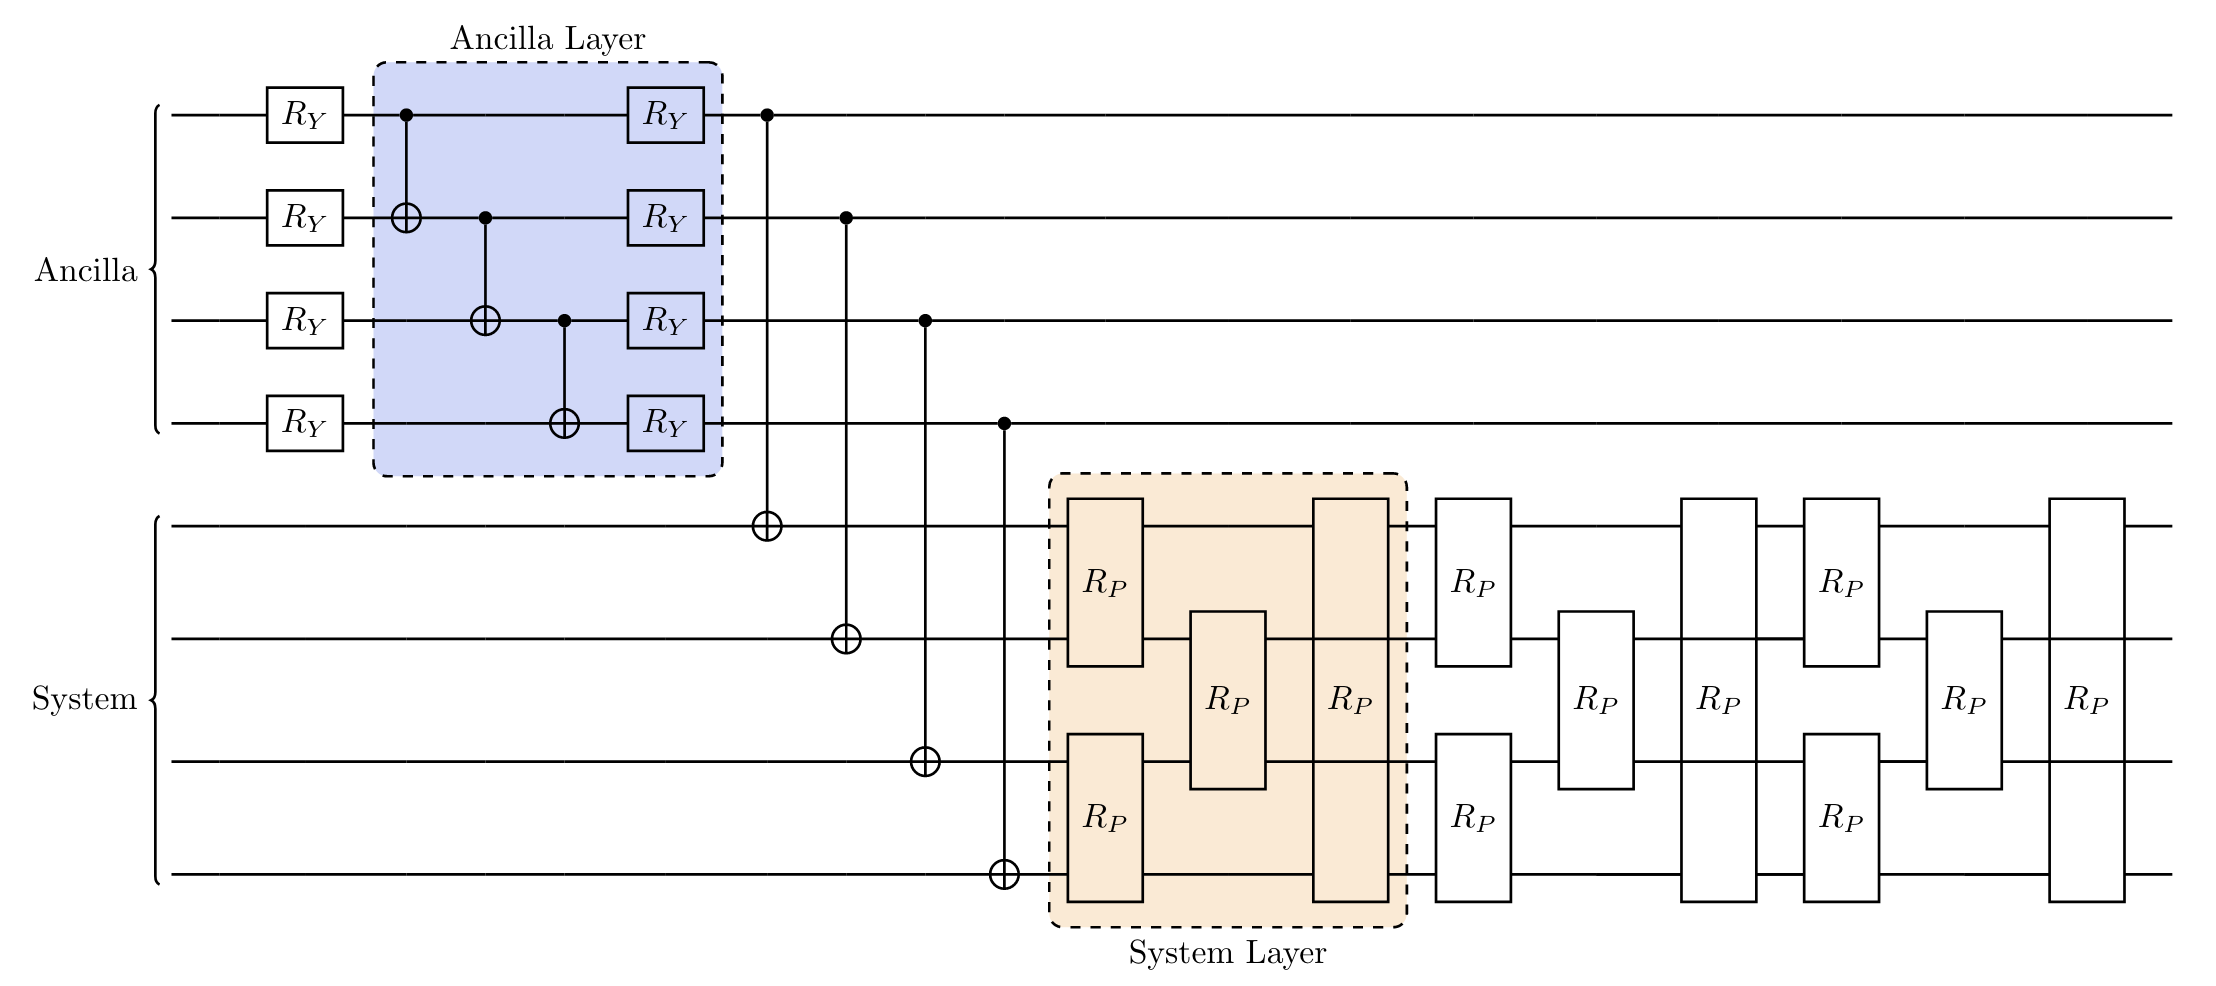 Ancilla Layer
R_Y R_Y
R_Y R_Y
Ancilla
R_Y R_Y
R_Y R_Y
R_P R_P R_P
System
R_P R_P R_P R_P R_P R_P
R_P R_P R_P
System Layer